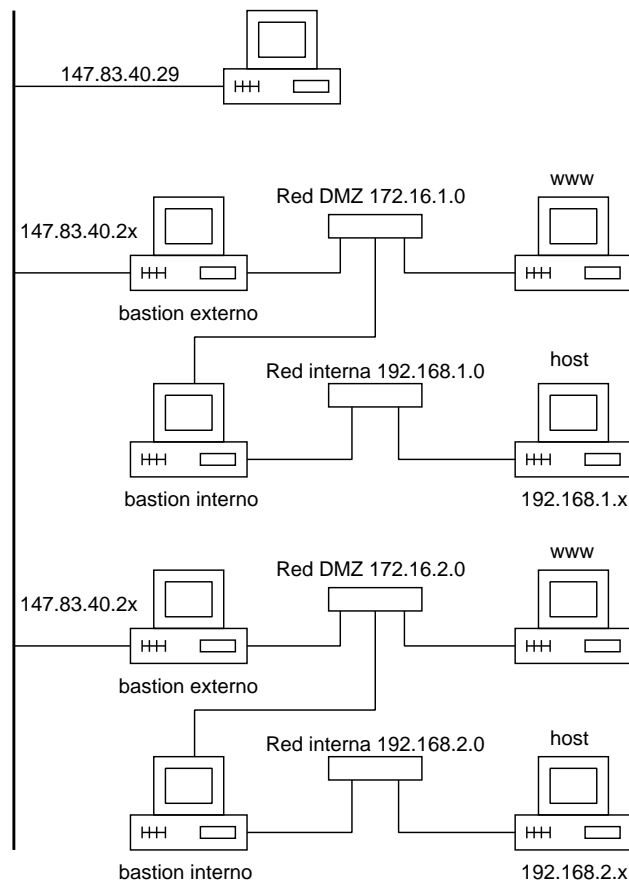 147.83.40.29
www
Red DMZ 172.16.1.0
147.83.40.2x
bastion externo
host
Red interna 192.168.1.0
bastion interno
192.168.1.x
www
Red DMZ 172.16.2.0
147.83.40.2x
bastion externo
host
Red interna 192.168.2.0
bastion interno
192.168.2.x